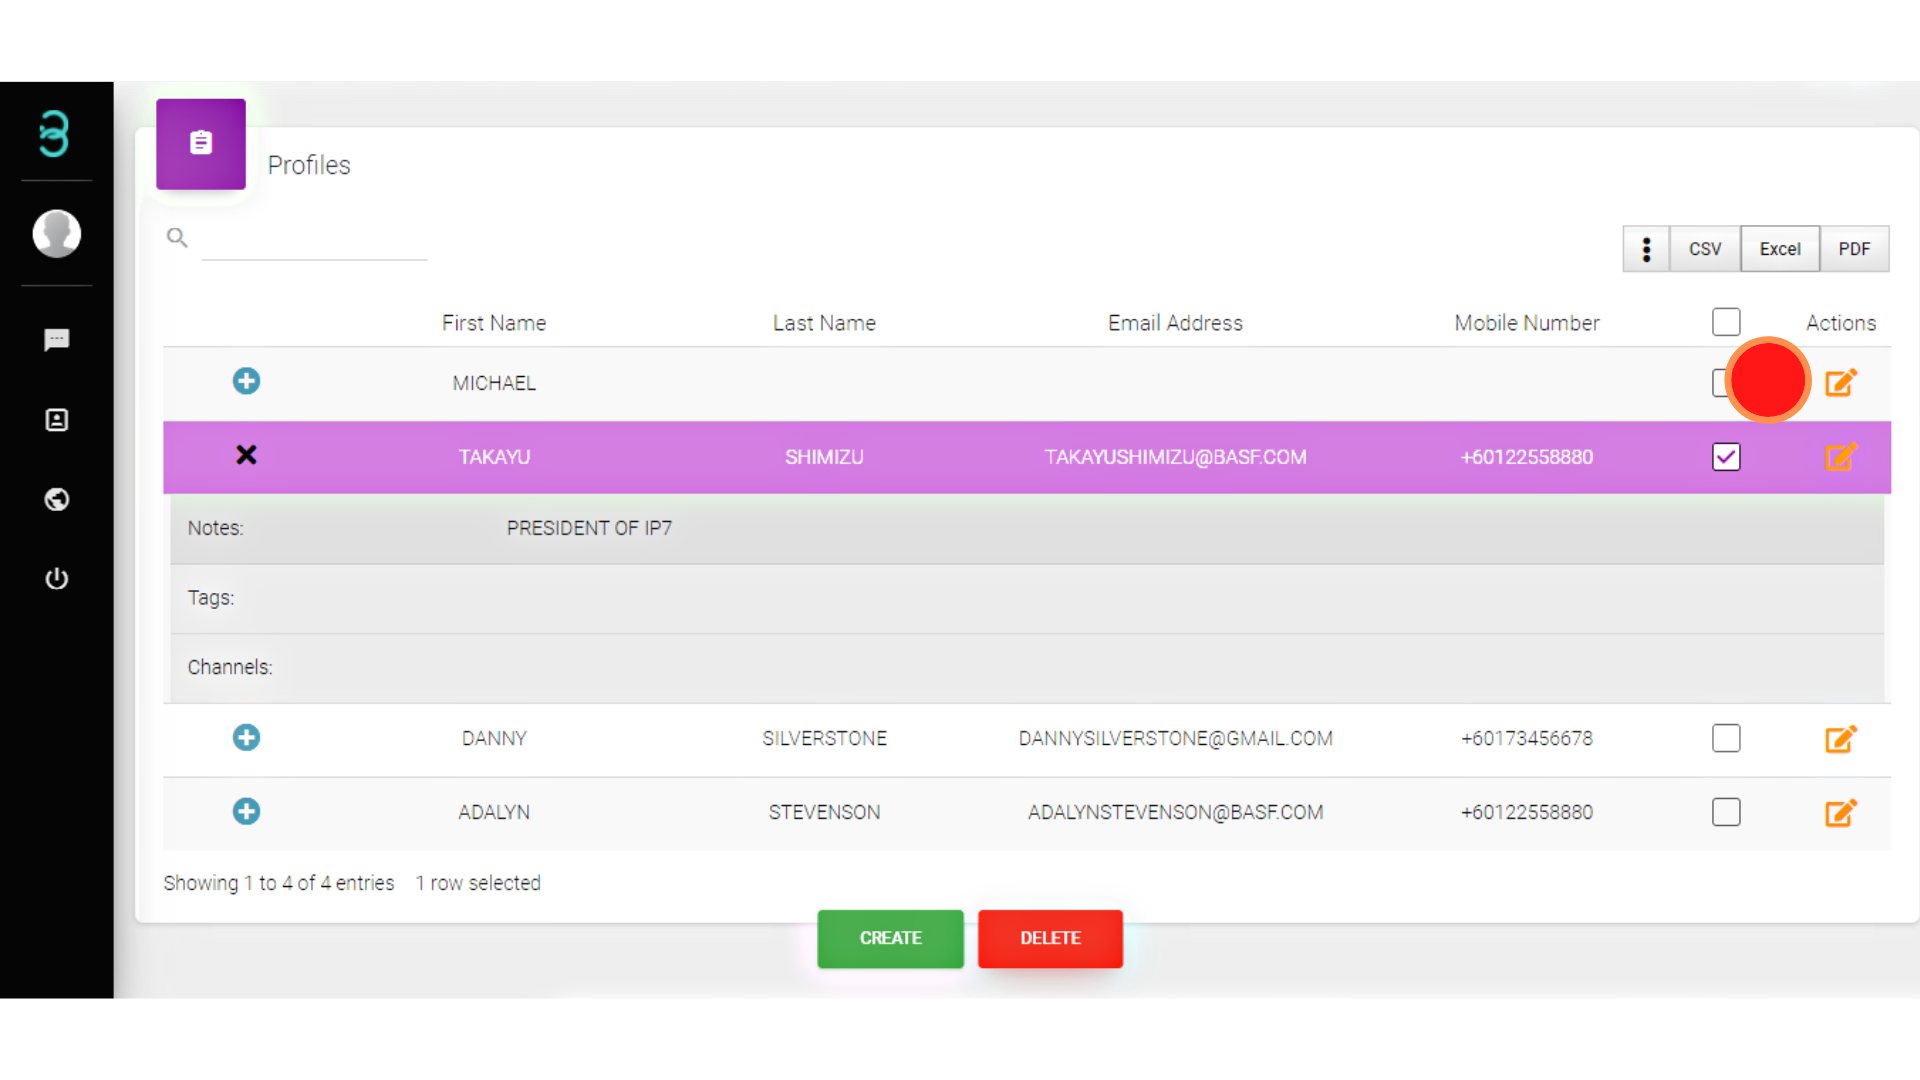 Profiles
CSV Excel PDF
First Name Last Name Email Address Mobile Number Actions
MICHAEL
TAKAYU SHIMIZU TAKAYUSHIMIZU@BASF.COM +60122558880
Notes: PRESIDENT OF IP7
Tags:
Channels:
DANNY SILVERSTONE DANNYSILVERSTONE@GMAIL.COM +60173456678
ADALYN STEVENSON ADALYNSTEVENSON@BASF.COM +60122558880
Showing 1 to 4 of 4 entries 1 row selected
CREATE DELETE